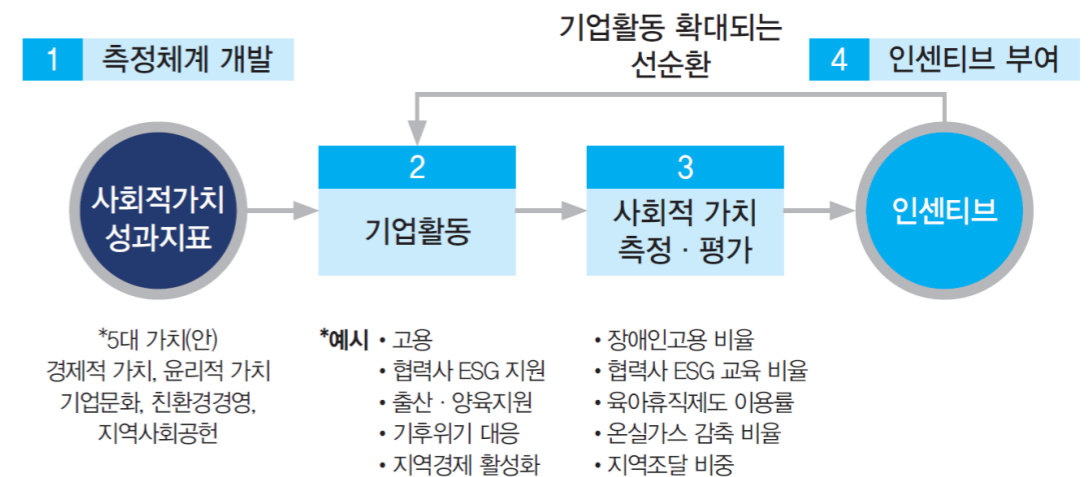 기업활동 확대되는
선순환
1 측정체계 개발
4 인센티브 부여
사회적가치
성과지표
2
기업활동
3
사회적 가치
측정 · 평가
인센티브
*5대 가치(안)
경제적 가치, 윤리적 가치
기업문화, 친환경경영,
지역사회공헌
*예시 • 고용
• 협력사 ESG 지원
• 출산 · 양육지원
• 기후위기 대응
• 지역경제 활성화
• 장애인고용 비율
• 협력사 ESG 교육 비율
• 육아휴직제도 이용률
• 온실가스 감축 비율
• 지역조달 비중